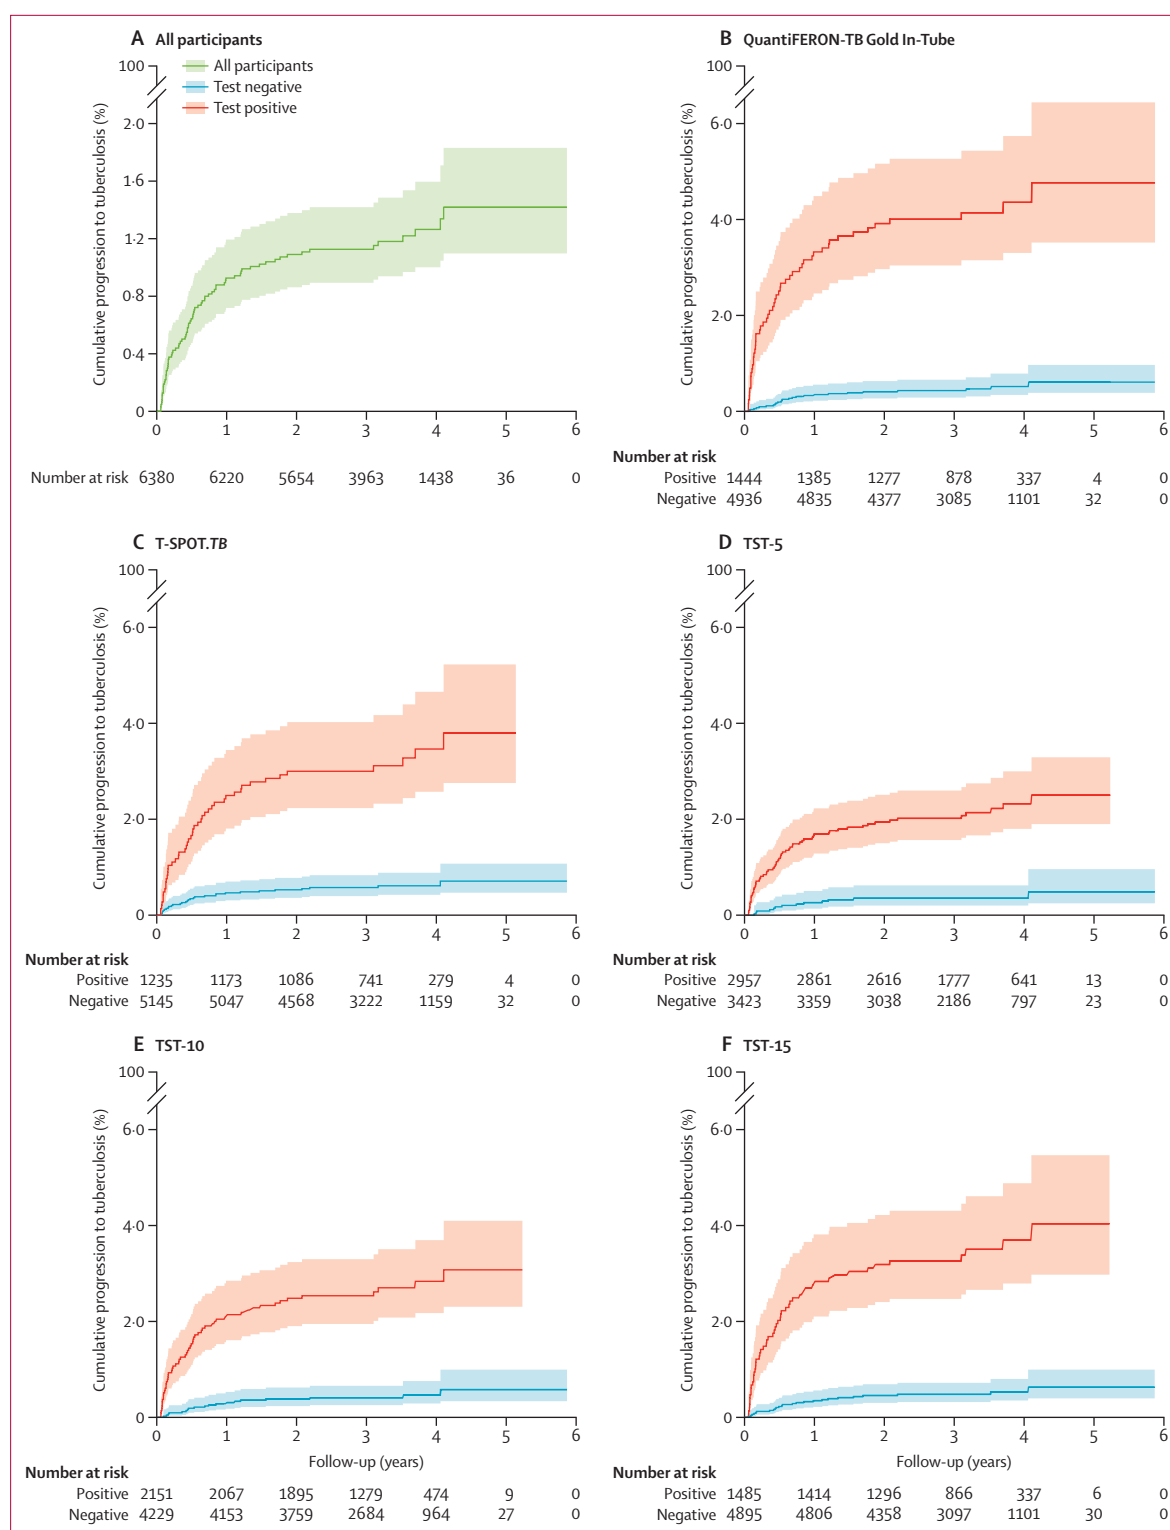 A All participants
Cumulative progression to tuberculosis (%)
100
2·0
1·6
1·2
0·8
0·4
0
All participants
Test negative
Test positive
0 1 2 3 4 5 6
Number at risk 6380 6220 5654 3963 1438 36 0
B QuantiFERON-TB Gold In-Tube
Cumulative progression to tuberculosis (%)
100
6·0
4·0
2·0
0
0 1 2 3 4 5 6
Number at risk
Positive 1444 1385 1277 878 337 4 0
Negative 4936 4835 4377 3085 1101 32 0
C T-SPOT.TB
Cumulative progression to tuberculosis (%)
100
6·0
4·0
2·0
0
0 1 2 3 4 5 6
Number at risk
Positive 1235 1173 1086 741 279 4 0
Negative 5145 5047 4568 3222 1159 32 0
D TST-5
Cumulative progression to tuberculosis (%)
100
6·0
4·0
2·0
0
0 1 2 3 4 5 6
Number at risk
Positive 2957 2861 2616 1777 641 13 0
Negative 3423 3359 3038 2186 797 23 0
E TST-10
Cumulative progression to tuberculosis (%)
100
6·0
4·0
2·0
0
0 1 2 3 4 5 6
Follow-up (years)
Number at risk
Positive 2151 2067 1895 1279 474 9 0
Negative 4229 4153 3759 2684 964 27 0
F TST-15
Cumulative progression to tuberculosis (%)
100
6·0
4·0
2·0
0
0 1 2 3 4 5 6
Follow-up (years)
Number at risk
Positive 1485 1414 1296 866 337 6 0
Negative 4895 4806 4358 3097 1101 30 0